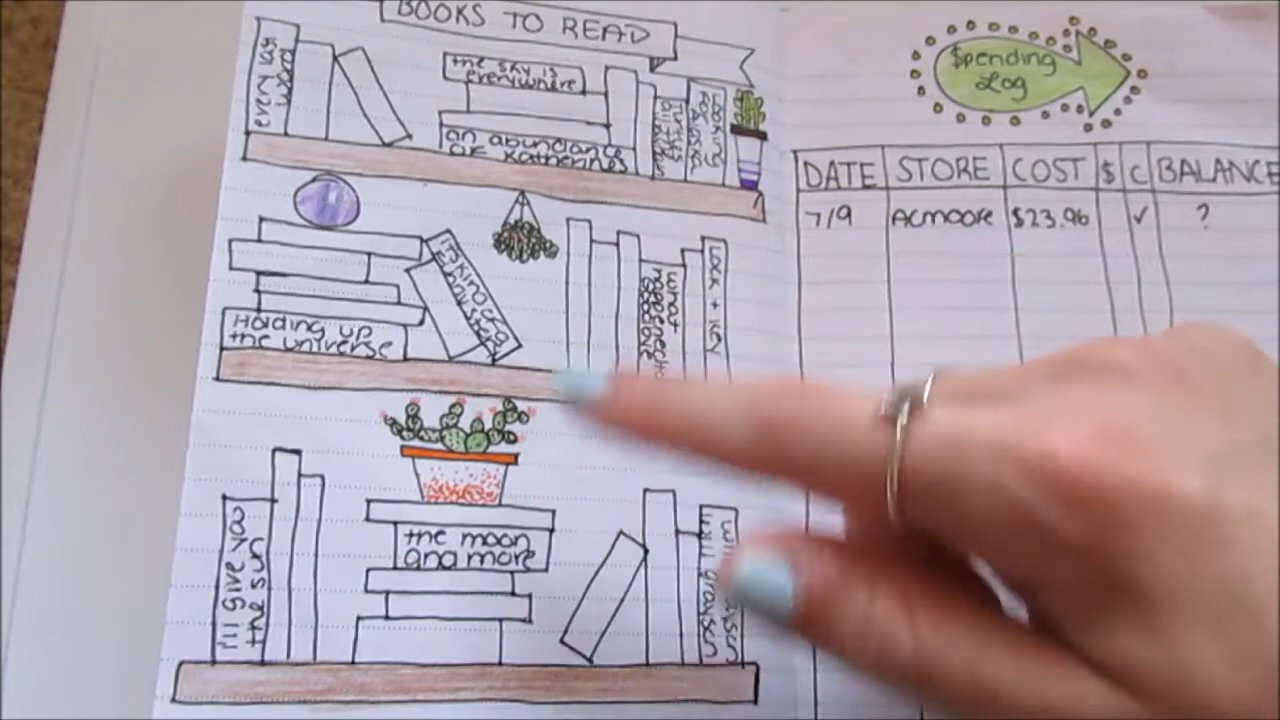 BOOKS TO READ
every last
word
the sky is
everywhere
an abundance
of Katherines
Turtles
all the
down
Looking
for Alaska
Holding up
the universe
It's kind of a
funny story
what
happened to
goodbye
Lock + Key
I'll give you
the sun
the moon
and more
will grayson
Spending
Log
DATE STORE COST $ C BALANCE
7/9 ACmoore $23.96 ✓ ?